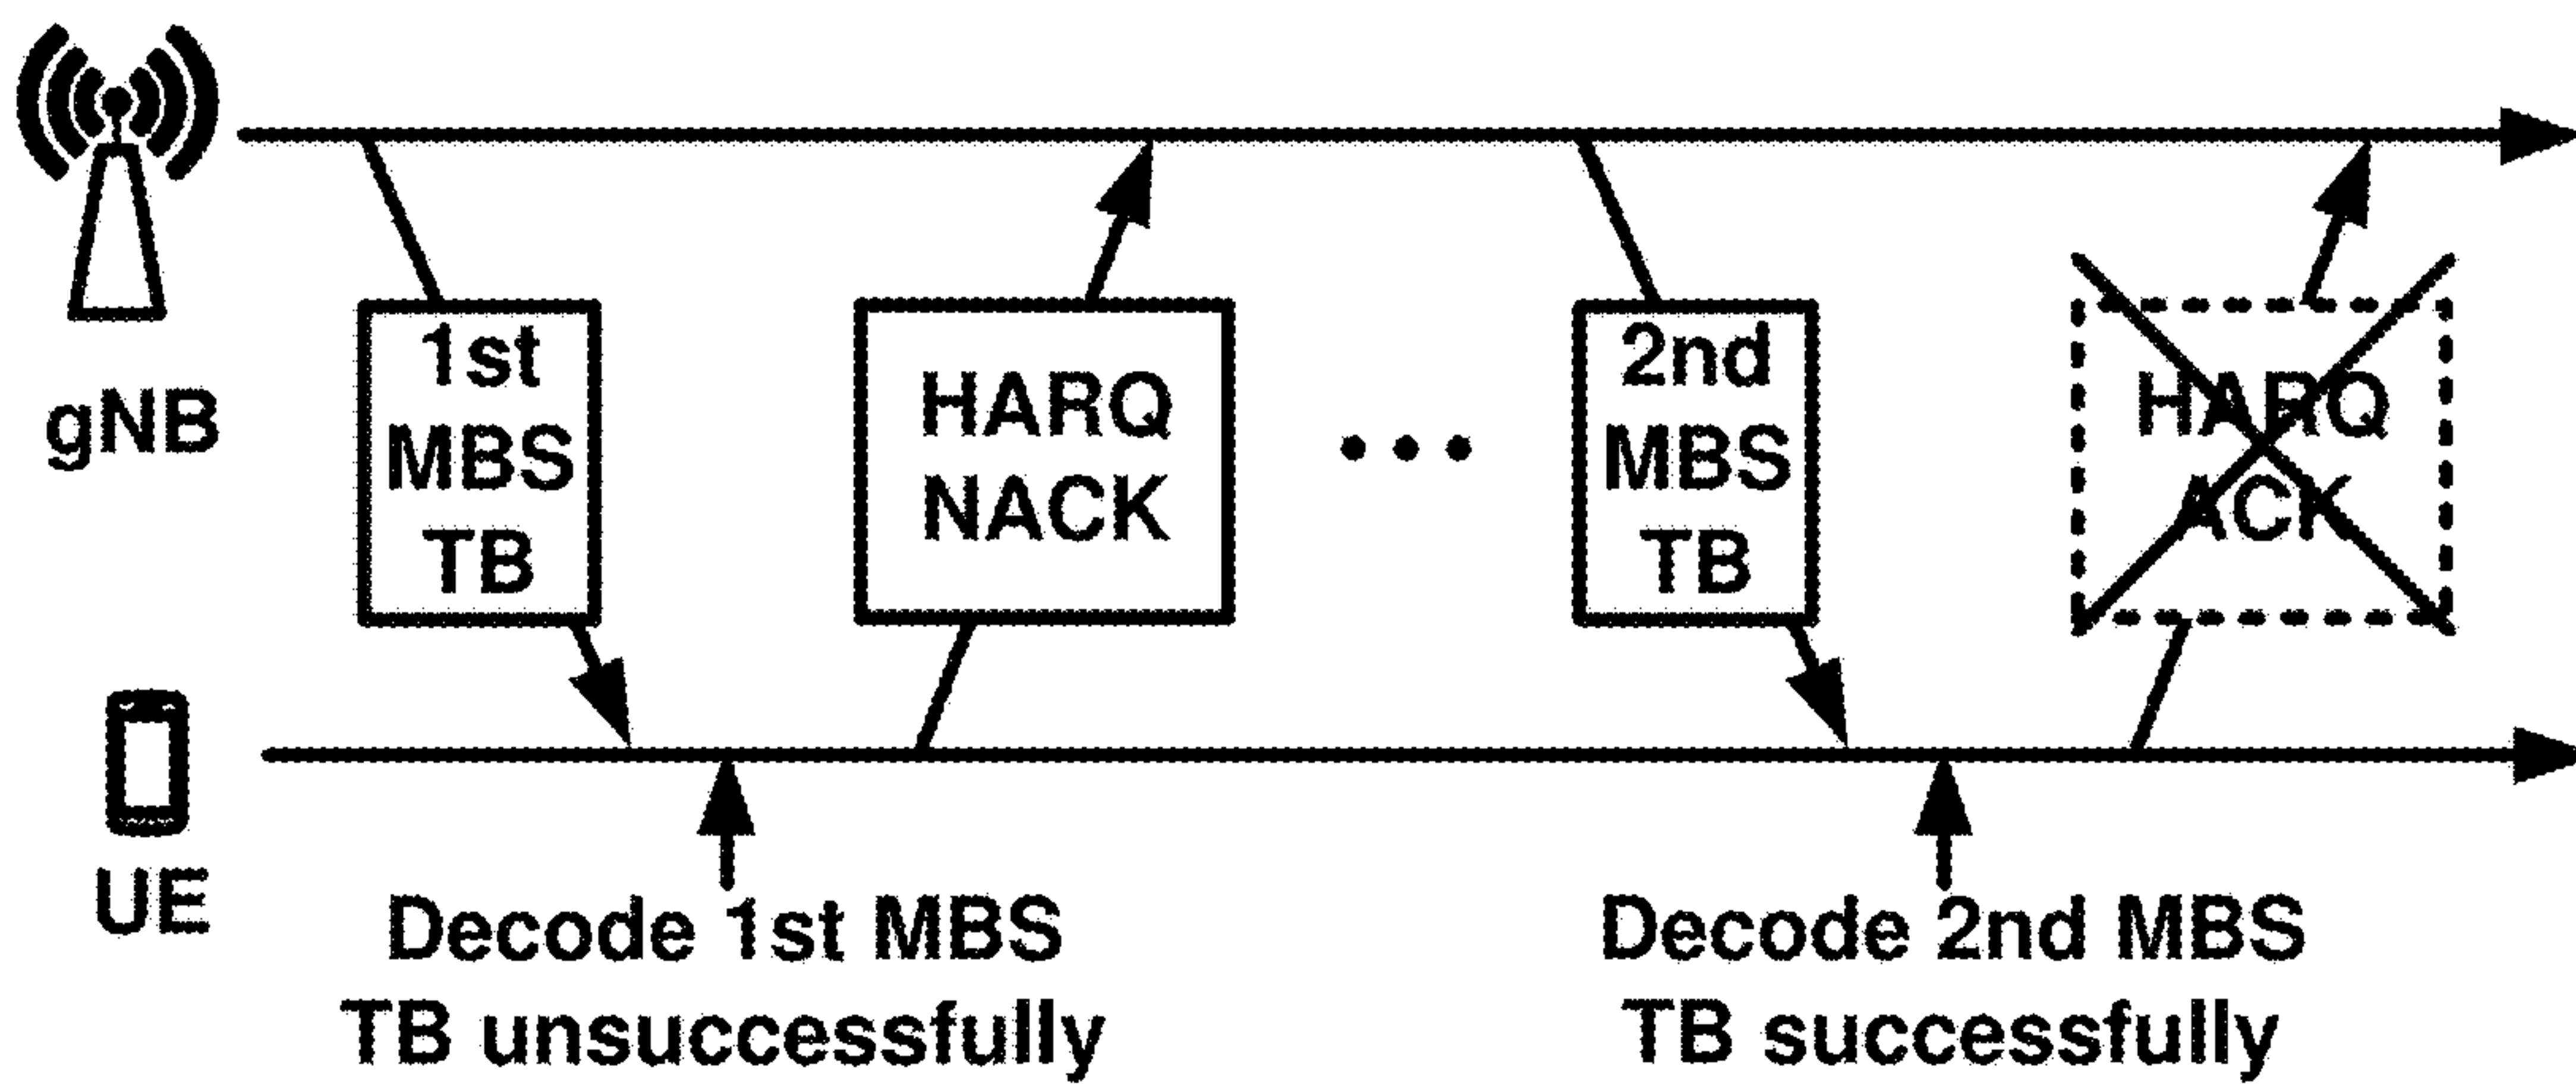 gNB
1st
MBS
TB
HARQ
NACK
2nd
MBS
TB
HARQ
ACK
UE
Decode 1st MBS
TB unsuccessfully
Decode 2nd MBS
TB successfully